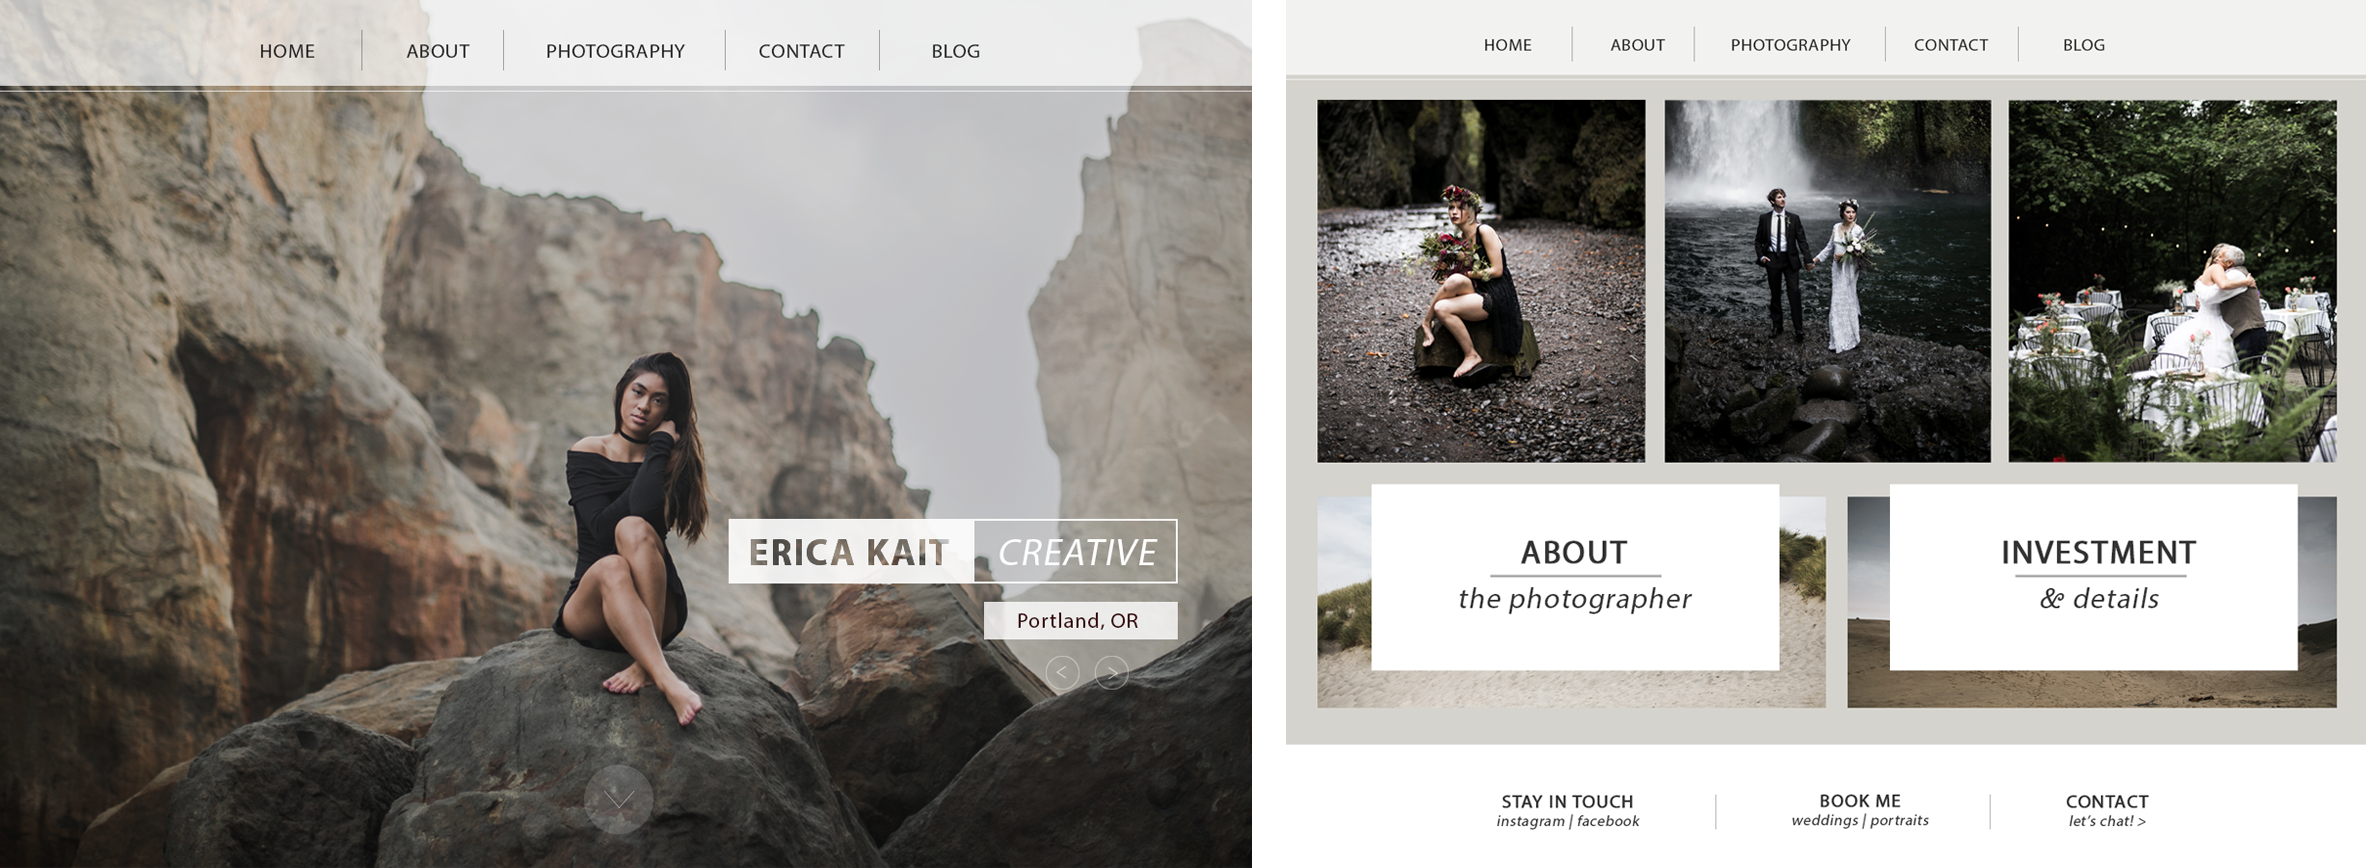 HOME ABOUT PHOTOGRAPHY CONTACT BLOG
ERICA KAIT CREATIVE
Portland, OR
< >
HOME ABOUT PHOTOGRAPHY CONTACT BLOG
ABOUT
the photographer
INVESTMENT
& details
STAY IN TOUCH
instagram | facebook
BOOK ME
weddings | portraits
CONTACT
let's chat! >